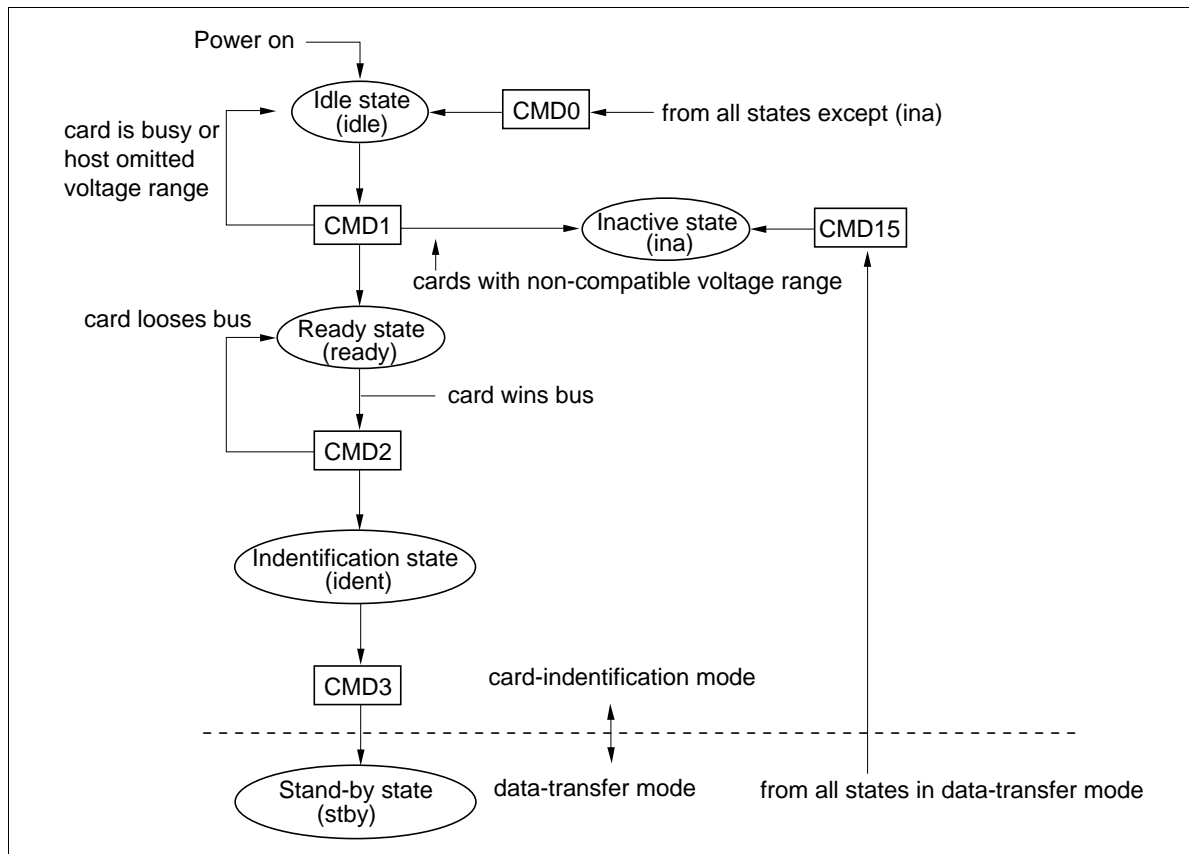 Power on
Idle state
(idle)
CMD0
from all states except (ina)
card is busy or
host omitted
voltage range
CMD1
Inactive state
(ina)
CMD15
cards with non-compatible voltage range
card looses bus
Ready state
(ready)
card wins bus
CMD2
Indentification state
(ident)
CMD3
card-indentification mode
Stand-by state
(stby)
data-transfer mode
from all states in data-transfer mode